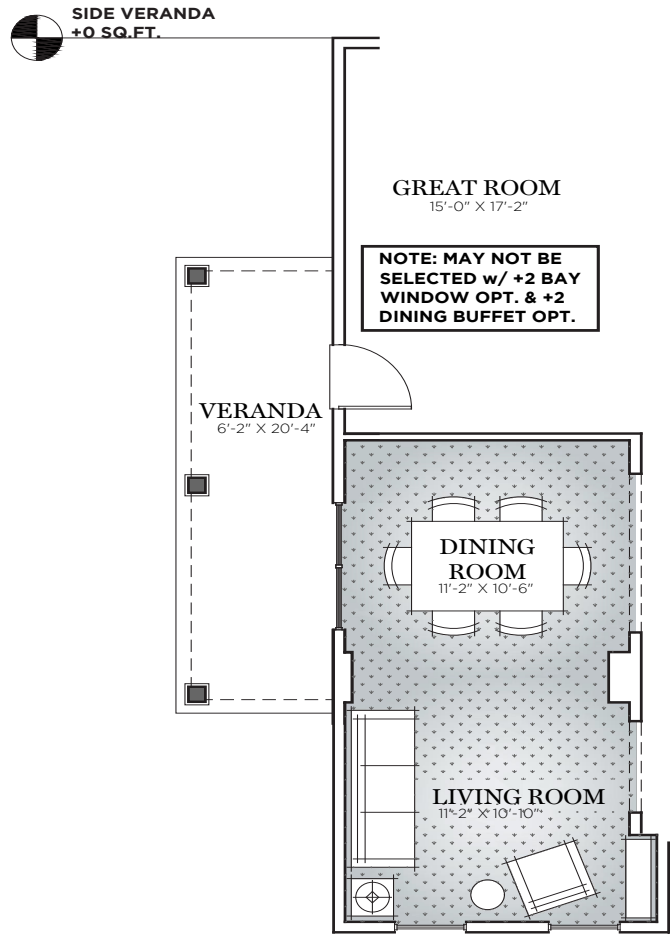 SIDE VERANDA
+0 SQ.FT.
GREAT ROOM
15'-0" X 17'-2"
NOTE: MAY NOT BE
SELECTED w/ +2 BAY
WINDOW OPT. & +2
DINING BUFFET OPT.
VERANDA
6'-2" X 20'-4"
DINING
ROOM
11'-2" X 10'-6"
LIVING ROOM
11'-2" X 10'-10"